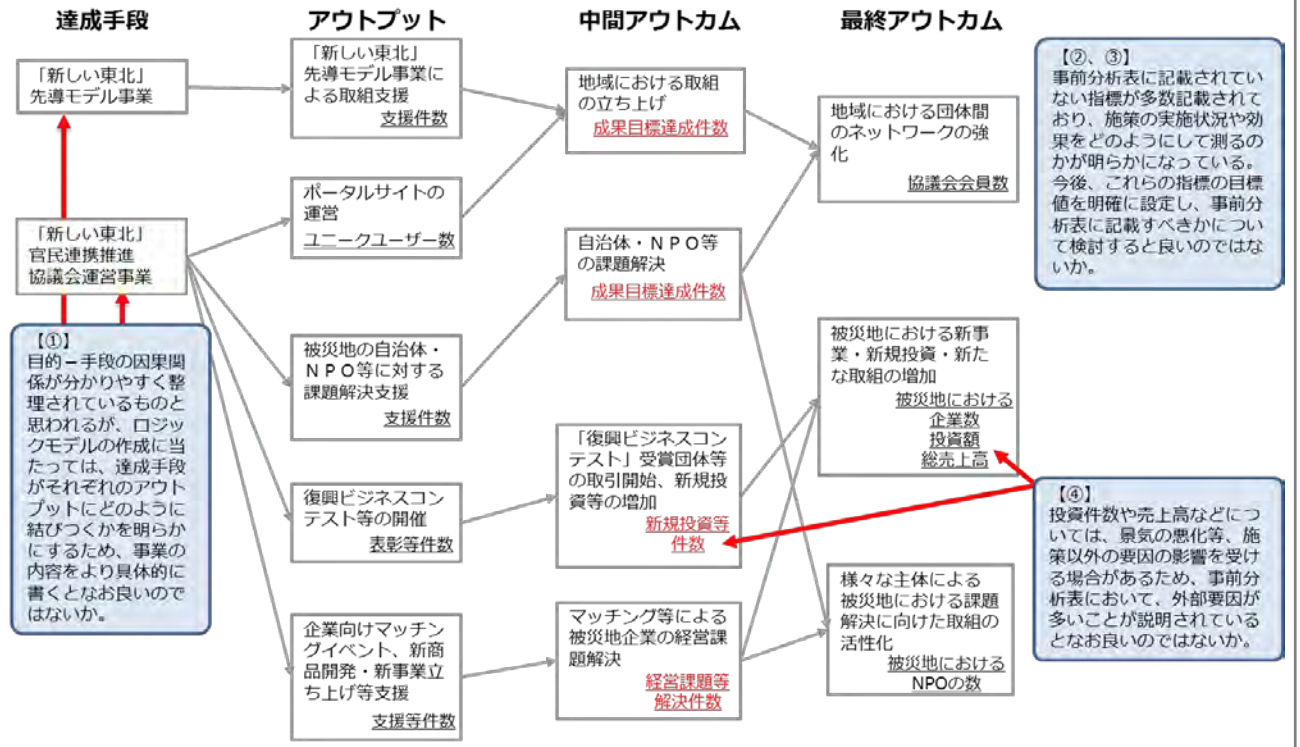 達成手段
アウトプット
中間アウトカム
最終アウトカム
「新しい東北」
先導モデル事業
「新しい東北」
官民連携推進
協議会運営事業
【①】
目的－手段の因果関
係が分かりやすく整
理されているものと
思われるが、ロジッ
クモデルの作成に当
たっては、達成手段
がそれぞれのアウト
プットにどのように
結びつくかを明らか
にするため、事業の
内容をより具体的に
書くとなお良いので
はないか。
「新しい東北」
先導モデル事業に
よる取組支援
支援件数
ポータルサイトの
運営
ユニークユーザー数
被災地の自治体・
ＮＰＯ等に対する
課題解決支援
支援件数
復興ビジネスコン
テスト等の開催
表彰等件数
企業向けマッチン
グイベント、新商
品開発・新事業立
ち上げ等支援
支援等件数
地域における取組
の立ち上げ
成果目標達成件数
自治体・ＮＰＯ等
の課題解決
成果目標達成件数
「復興ビジネスコン
テスト」受賞団体等
の取引開始、新規投
資等の増加
新規投資等
件数
マッチング等による
被災地企業の経営課
題解決
経営課題等
解決件数
地域における団体間
のネットワークの強
化
協議会会員数
被災地における新事
業・新規投資・新た
な取組の増加
被災地における
企業数
投資額
総売上高
様々な主体による
被災地における課題
解決に向けた取組の
活性化
被災地における
NPOの数
【②、③】
事前分析表に記載されてい
ない指標が多数記載されて
おり、施策の実施状況や効
果をどのようにして測るの
かが明らかになっている。
今後、これらの指標の目標
値を明確に設定し、事前分
析表に記載すべきかについ
て検討すると良いのではな
いか。
【④】
投資件数や売上高などにつ
いては、景気の悪化等、施
策以外の要因の影響を受け
る場合があるため、事前分
析表において、外部要因が
多いことが説明されている
となお良いのではないか。